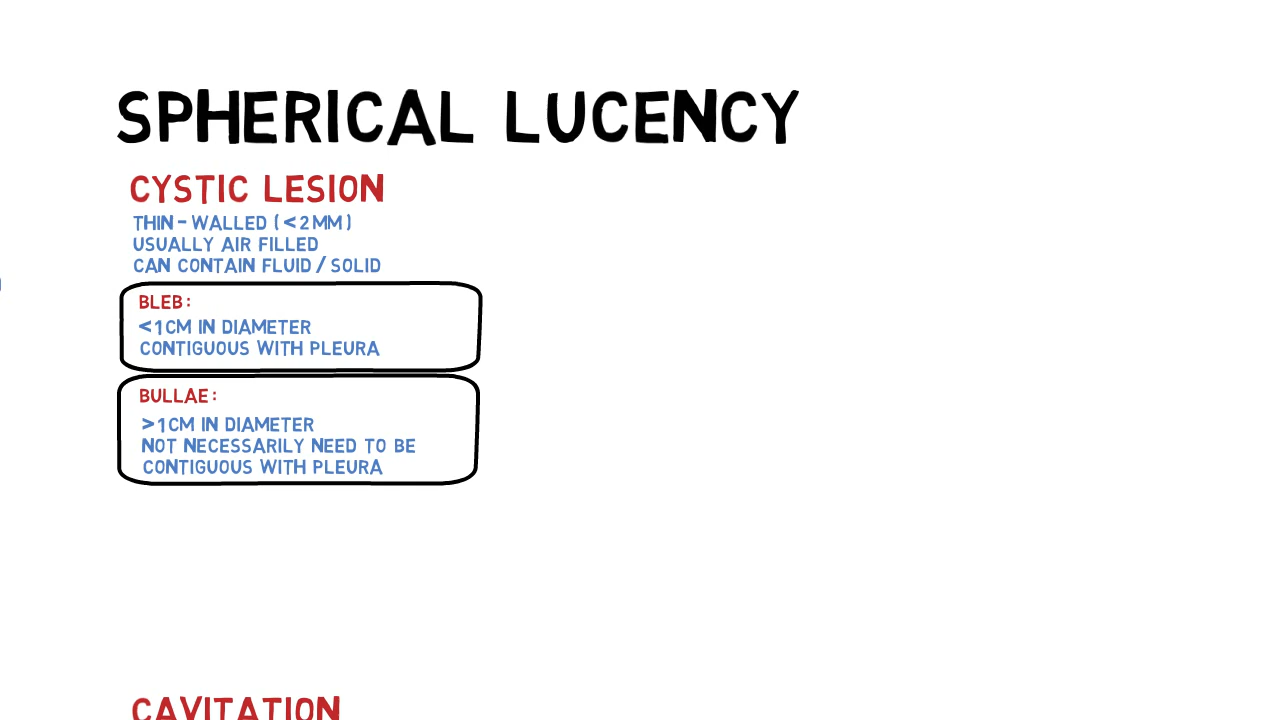 SPHERICAL LUCENCY
CYSTIC LESION
THIN-WALLED (<2MM)
USUALLY AIR FILLED
CAN CONTAIN FLUID/SOLID
BLEB:
<1CM IN DIAMETER
CONTIGUOUS WITH PLEURA
BULLAE:
>1CM IN DIAMETER
NOT NECESSARILY NEED TO BE
CONTIGUOUS WITH PLEURA
CAVITATION